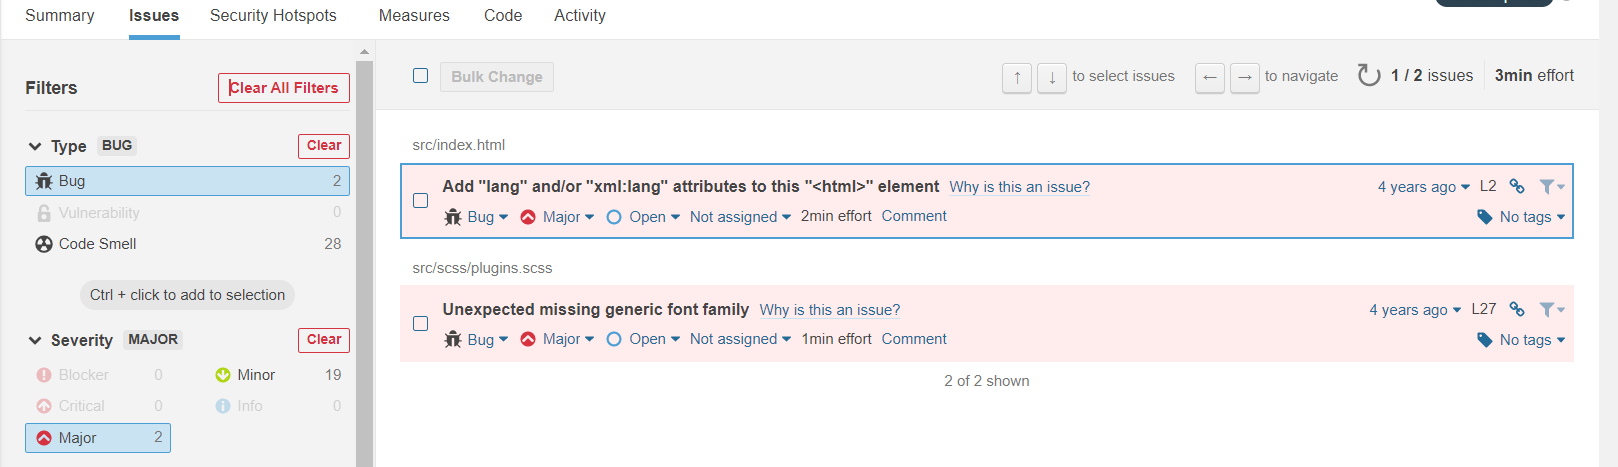 Summary Issues Security Hotspots Measures Code Activity
Filters Clear All Filters
Type BUG Clear
Bug 2
Vulnerability 0
Code Smell 28
Ctrl + click to add to selection
Severity MAJOR Clear
Blocker 0 Minor 19
Critical 0 Info 0
Major 2
Bulk Change ↑ ↓ to select issues ← → to navigate 1 / 2 issues 3min effort
src/index.html
Add "lang" and/or "xml:lang" attributes to this "<html>" element Why is this an issue? 4 years ago L2
Bug Major Open Not assigned 2min effort Comment No tags
src/scss/plugins.scss
Unexpected missing generic font family Why is this an issue? 4 years ago L27
Bug Major Open Not assigned 1min effort Comment No tags
2 of 2 shown